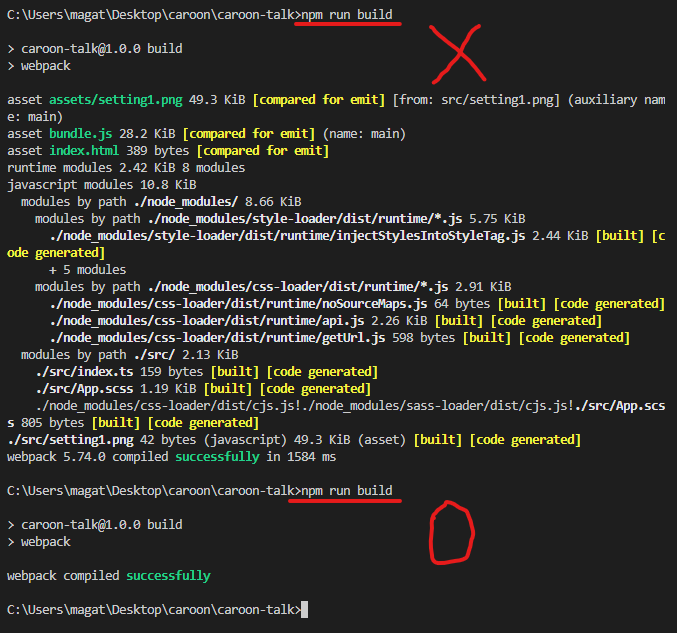 C:\Users\magat\Desktop\caroon\caroon-talk>npm run build
> caroon-talk@1.0.0 build
> webpack
asset assets/setting1.png 49.3 KiB [compared for emit] [from: src/setting1.png] (auxiliary nam
e: main)
asset bundle.js 28.2 KiB [compared for emit] (name: main)
asset index.html 389 bytes [compared for emit]
runtime modules 2.42 KiB 8 modules
javascript modules 10.8 KiB
  modules by path ./node_modules/ 8.66 KiB
    modules by path ./node_modules/style-loader/dist/runtime/*.js 5.75 KiB
      ./node_modules/style-loader/dist/runtime/injectStylesIntoStyleTag.js 2.44 KiB [built] [c
ode generated]
      + 5 modules
    modules by path ./node_modules/css-loader/dist/runtime/*.js 2.91 KiB
      ./node_modules/css-loader/dist/runtime/noSourceMaps.js 64 bytes [built] [code generated]
      ./node_modules/css-loader/dist/runtime/api.js 2.26 KiB [built] [code generated]
      ./node_modules/css-loader/dist/runtime/getUrl.js 598 bytes [built] [code generated]
  modules by path ./src/ 2.13 KiB
    ./src/index.ts 159 bytes [built] [code generated]
    ./src/App.scss 1.19 KiB [built] [code generated]
    ./node_modules/css-loader/dist/cjs.js!./node_modules/sass-loader/dist/cjs.js!./src/App.scs
s 805 bytes [built] [code generated]
./src/setting1.png 42 bytes (javascript) 49.3 KiB (asset) [built] [code generated]
webpack 5.74.0 compiled successfully in 1584 ms
C:\Users\magat\Desktop\caroon\caroon-talk>npm run build
> caroon-talk@1.0.0 build
> webpack
webpack compiled successfully
C:\Users\magat\Desktop\caroon\caroon-talk>